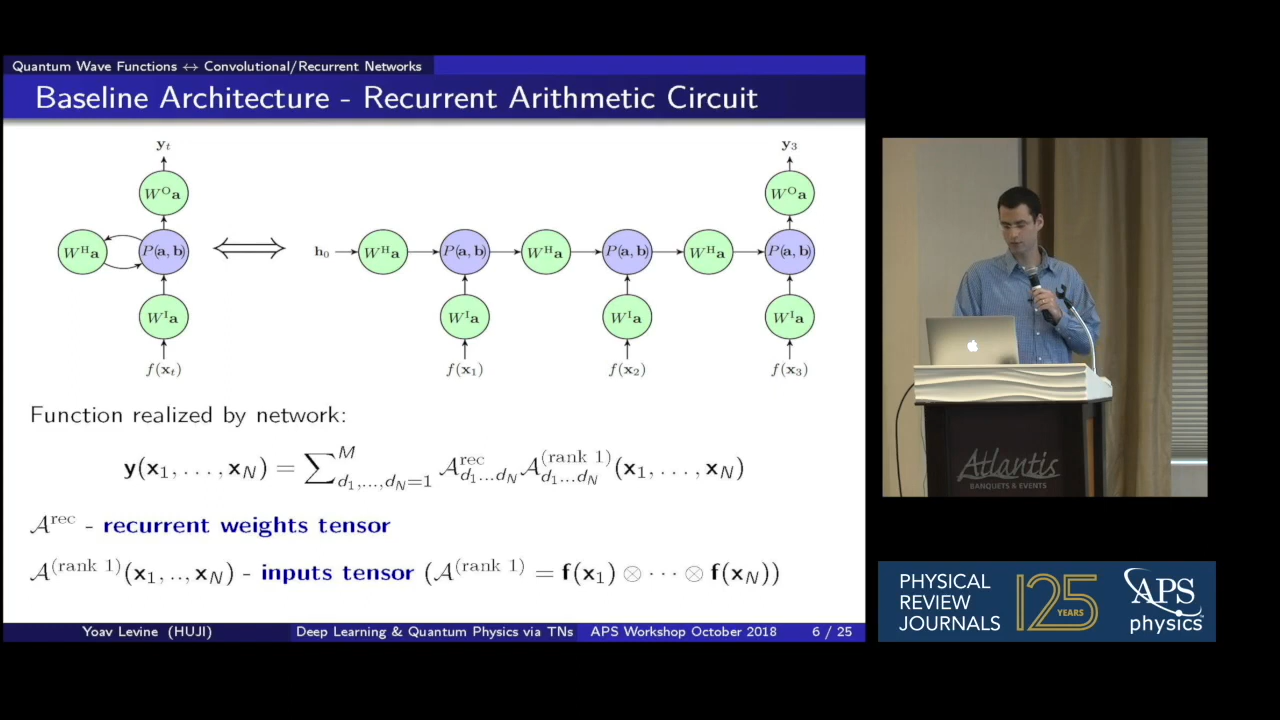 Quantum Wave Functions ↔ Convolutional/Recurrent Networks
Baseline Architecture - Recurrent Arithmetic Circuit
y_t
y_3
W^O a
W^O a
W^H a
P(a, b)
h_0
W^H a
P(a, b)
W^H a
P(a, b)
W^H a
P(a, b)
W^I a
W^I a
W^I a
W^I a
f(x_t)
f(x_1)
f(x_2)
f(x_3)
Function realized by network:
y(x_1, . . . , x_N) = ∑_{d_1,...,d_N=1}^M A^{rec}_{d_1...d_N} A^{(rank 1)}_{d_1...d_N}(x_1, . . . , x_N)
A^{rec} - recurrent weights tensor
A^{(rank 1)}(x_1, .., x_N) - inputs tensor (A^{(rank 1)} = f(x_1) ⊗ · · · ⊗ f(x_N))
Yoav Levine (HUJI)
Deep Learning & Quantum Physics via TNs
APS Workshop October 2018
6 / 25
Atlantis
BANQUETS & EVENTS
PHYSICAL
REVIEW
JOURNALS
125
YEARS
APS
physics